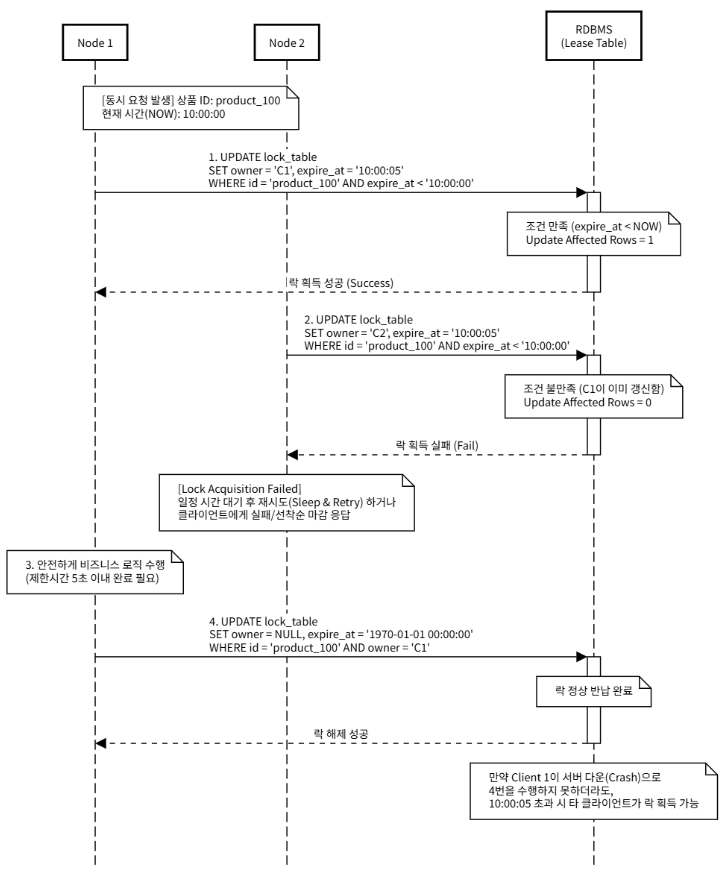 Node 1
Node 2
RDBMS
(Lease Table)
[동시 요청 발생] 상품 ID: product_100
현재 시간(NOW): 10:00:00
1. UPDATE lock_table
SET owner = 'C1', expire_at = '10:00:05'
WHERE id = 'product_100' AND expire_at < '10:00:00'
조건 만족 (expire_at < NOW)
Update Affected Rows = 1
락 획득 성공 (Success)
2. UPDATE lock_table
SET owner = 'C2', expire_at = '10:00:05'
WHERE id = 'product_100' AND expire_at < '10:00:00'
조건 불만족 (C1이 이미 갱신함)
Update Affected Rows = 0
락 획득 실패 (Fail)
[Lock Acquisition Failed]
일정 시간 대기 후 재시도(Sleep & Retry) 하거나
클라이언트에게 실패/선착순 마감 응답
3. 안전하게 비즈니스 로직 수행
(제한시간 5초 이내 완료 필요)
4. UPDATE lock_table
SET owner = NULL, expire_at = '1970-01-01 00:00:00'
WHERE id = 'product_100' AND owner = 'C1'
락 정상 반납 완료
락 해제 성공
만약 Client 1이 서버 다운(Crash)으로
4번을 수행하지 못하더라도,
10:00:05 초과 시 타 클라이언트가 락 획득 가능